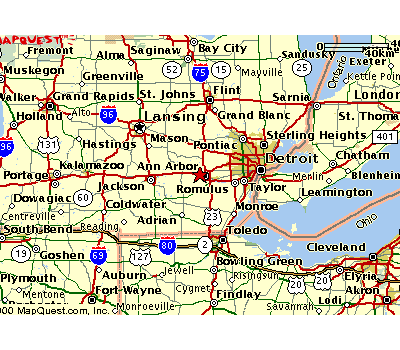 MAPQUEST
Fremont
Alma
Saginaw
Bay City
Sandusky
40km
Exeter
Muskegon
Greenville
52
75
15
Mayville
Ontario
Kettle Point
Walker
Grand Rapids
St. Johns
Flint
Sarnia
London
Holland
Alto
96
Lansing
Grand Blanc
St. Thoma
Mason
Hastings
Pontiac
Sterling Heights
401
96
131
Kalamazoo
Ann Arbor
Detroit
Chatham
Portage
Jackson
Romulus
Taylor
Merlin
Blenheim
Dowagiac
60
Coldwater
Monroe
Leamington
Centreville
Adrian
23
Ohio
South Bend
Reading
80
2
Toledo
Cleveland
19
Goshen
69
127
Bowling Green
Plymouth
Auburn
Jewell
Risingsun
20
20
Elyria
Mentone
Fort Wayne
Cygnet
Akron
00 MapQuest.com, Inc.
Monroeville
Findlay
Savannah
Lodi